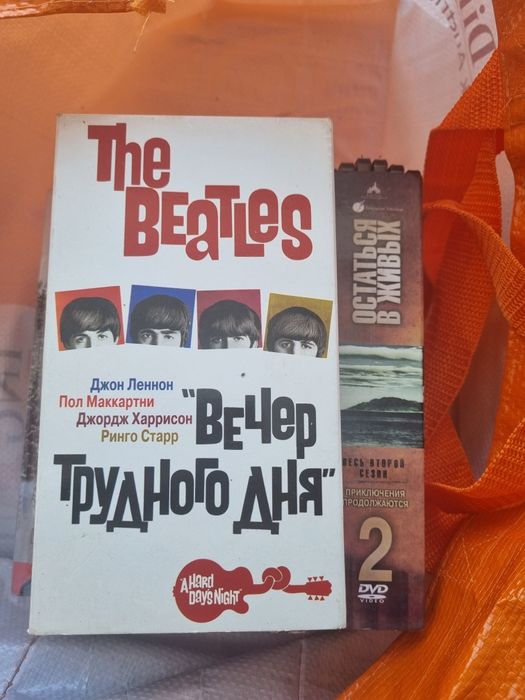 The
BEATLES
Джон Леннон
Пол Маккартни
Джордж Харрисон
Ринго Старр
"ВЕЧЕР
ТРУДНОГО ДНЯ"
A HARD
DAY'S NIGHT
ОСТАТЬСЯ
В ЖИВЫХ
ВЕСЬ ВТОРОЙ
СЕЗОН
ПРИКЛЮЧЕНИЯ
ПРОДОЛЖАЮТСЯ
2
DVD
VIDEO